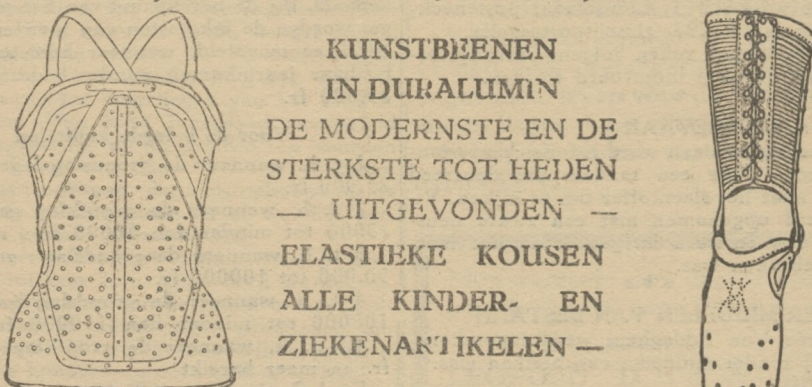 KUNSTBEENEN
IN DURALUMIN
DE MODERNSTE EN DE
STERKSTE TOT HEDEN
— UITGEVONDEN —
ELASTIEKE KOUSEN
ALLE KINDER- EN
ZIEKENARTIKELEN —